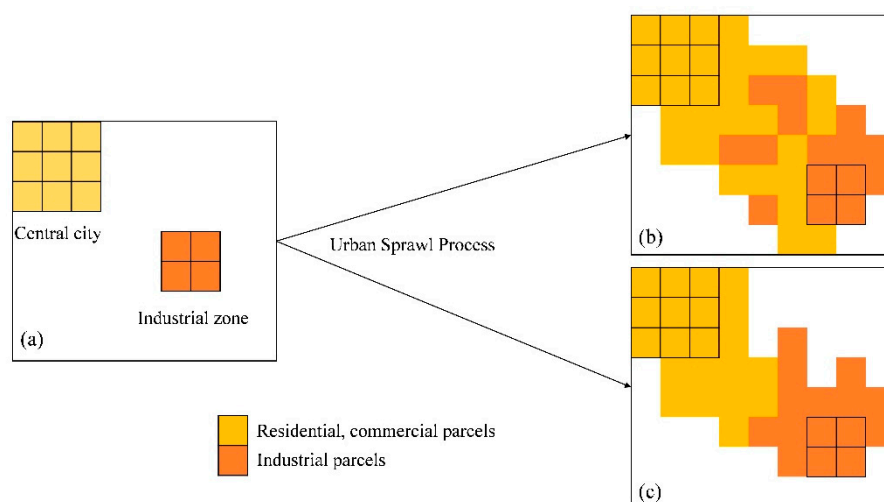 Central city
Industrial zone
(a)
Urban Sprawl Process
(b)
(c)
Residential, commercial parcels
Industrial parcels